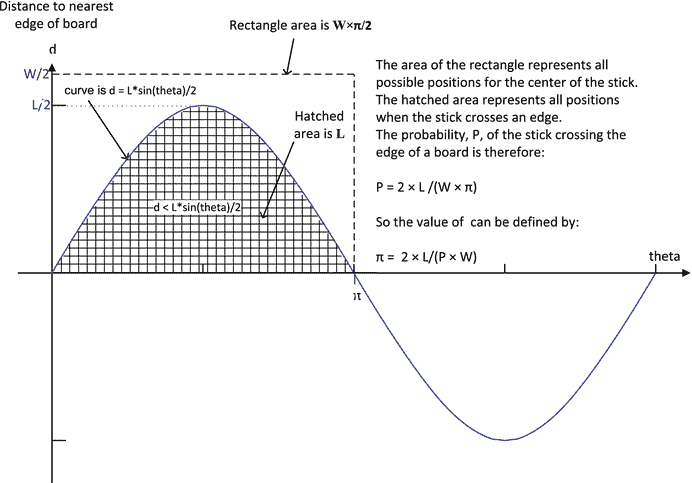 Distance to nearest
edge of board
d
Rectangle area is W×π/2
W/2
curve is d = L*sin(theta)/2
L/2
Hatched
area is L
d < L*sin(theta)/2
The area of the rectangle represents all
possible positions for the center of the stick.
The hatched area represents all positions
when the stick crosses an edge.
The probability, P, of the stick crossing the
edge of a board is therefore:
P = 2 × L /(W × π)
So the value of  can be defined by:
π =  2 × L/(P × W)
theta
π